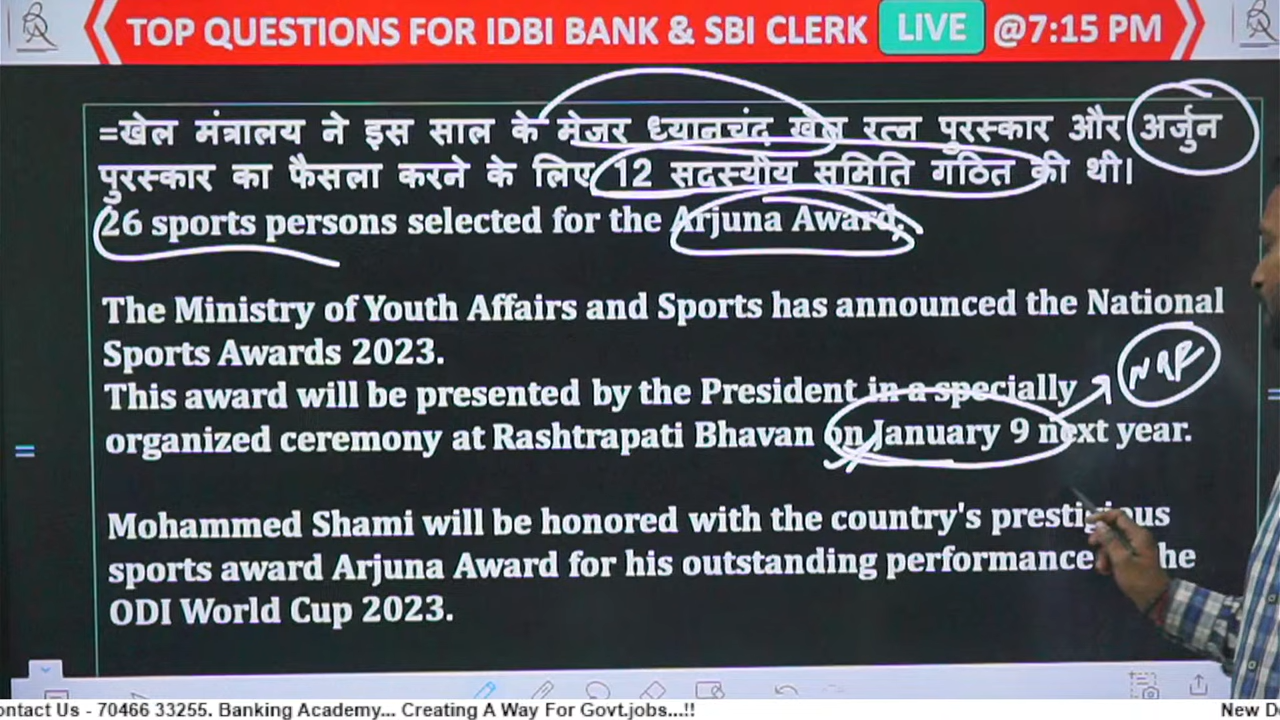 TOP QUESTIONS FOR IDBI BANK & SBI CLERK LIVE @7:15 PM
=खेल मंत्रालय ने इस साल के मेजर ध्यानचंद खेल रत्न पुरस्कार और अर्जुन
पुरस्कार का फैसला करने के लिए 12 सदस्यीय समिति गठित की थी।
26 sports persons selected for the Arjuna Award.
The Ministry of Youth Affairs and Sports has announced the National
Sports Awards 2023.
This award will be presented by the President in a specially
organized ceremony at Rashtrapati Bhavan on January 9 next year.
Mohammed Shami will be honored with the country's prestigious
sports award Arjuna Award for his outstanding performance
ODI World Cup 2023.
ontact Us - 70466 33255. Banking Academy... Creating A Way For Govt.jobs...!! New D